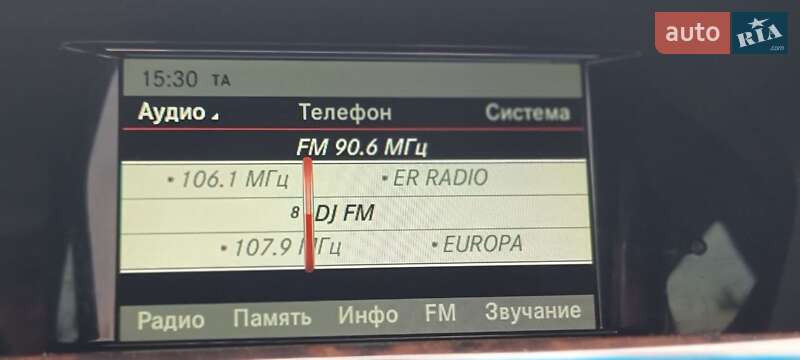 auto RIA.com
15:30 TA
Аудио Телефон Система
FM 90.6 МГц
• 106.1 МГц • ER RADIO
8 DJ FM
• 107.9 МГц • EUROPA
Радио Память Инфо FM Звучание